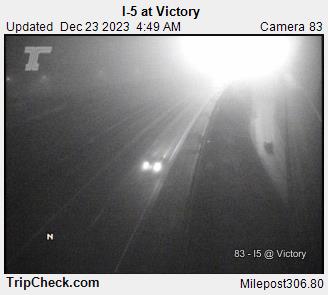 I-5 at Victory
Updated Dec 23 2023 4:49 AM Camera 83
T
N
83 - I5 @ Victory
TripCheck.com Milepost306.80